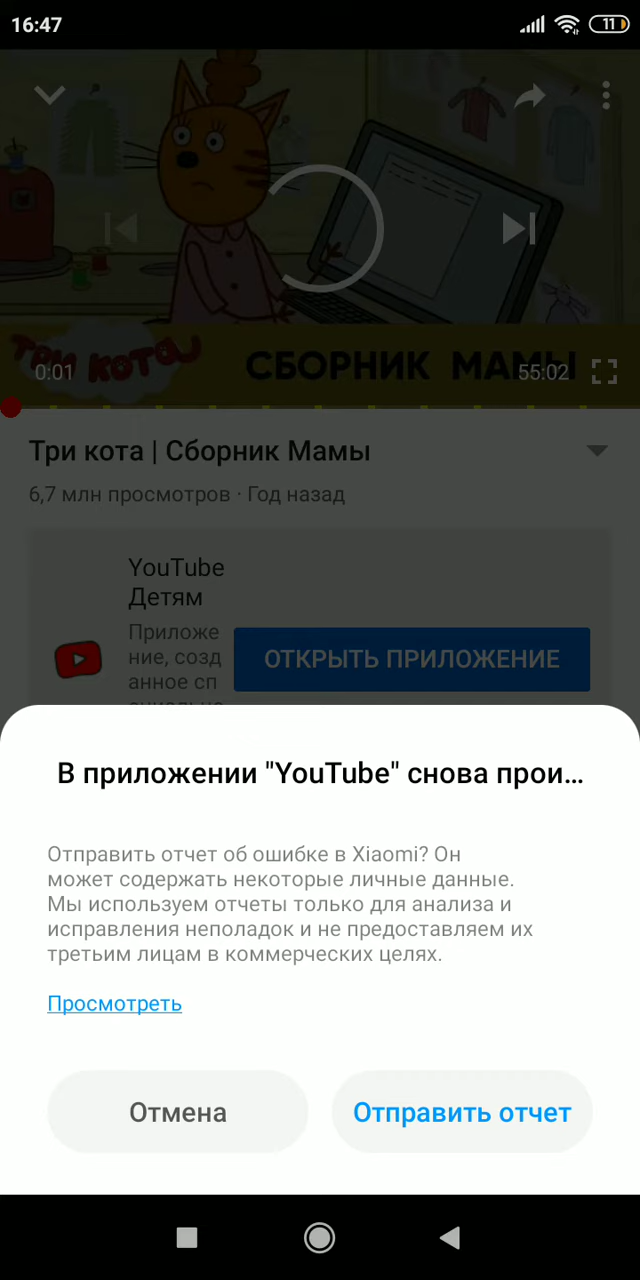 16:47
11
ТРИ КОТА
СБОРНИК МАМЫ
0:01
55:02
Три кота | Сборник Мамы
6,7 млн просмотров · Год назад
YouTube
Детям
Приложе
ние, созд
анное сп
ОТКРЫТЬ ПРИЛОЖЕНИЕ
В приложении "YouTube" снова прои...
Отправить отчет об ошибке в Xiaomi? Он
может содержать некоторые личные данные.
Мы используем отчеты только для анализа и
исправления неполадок и не предоставляем их
третьим лицам в коммерческих целях.
Просмотреть
Отмена
Отправить отчет